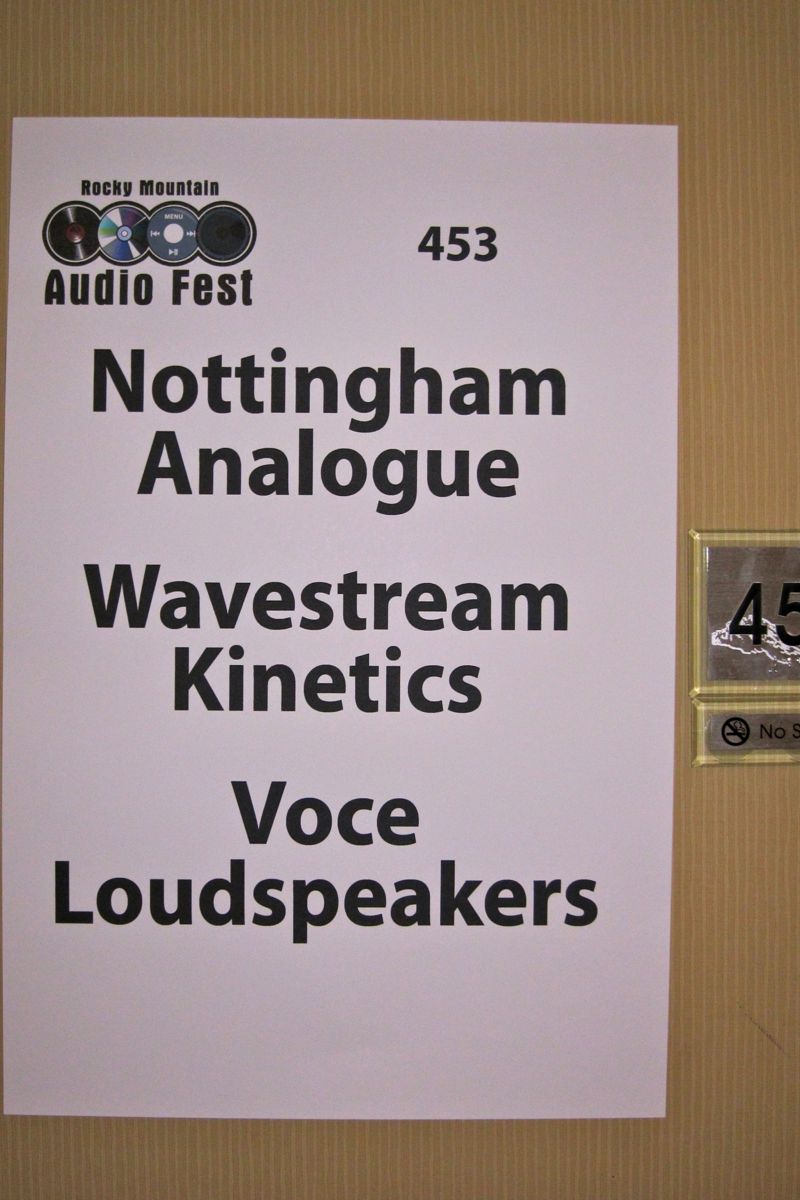 Rocky Mountain
MENU
Audio Fest
453
Nottingham
Analogue
Wavestream
Kinetics
Voce
Loudspeakers
45
No S